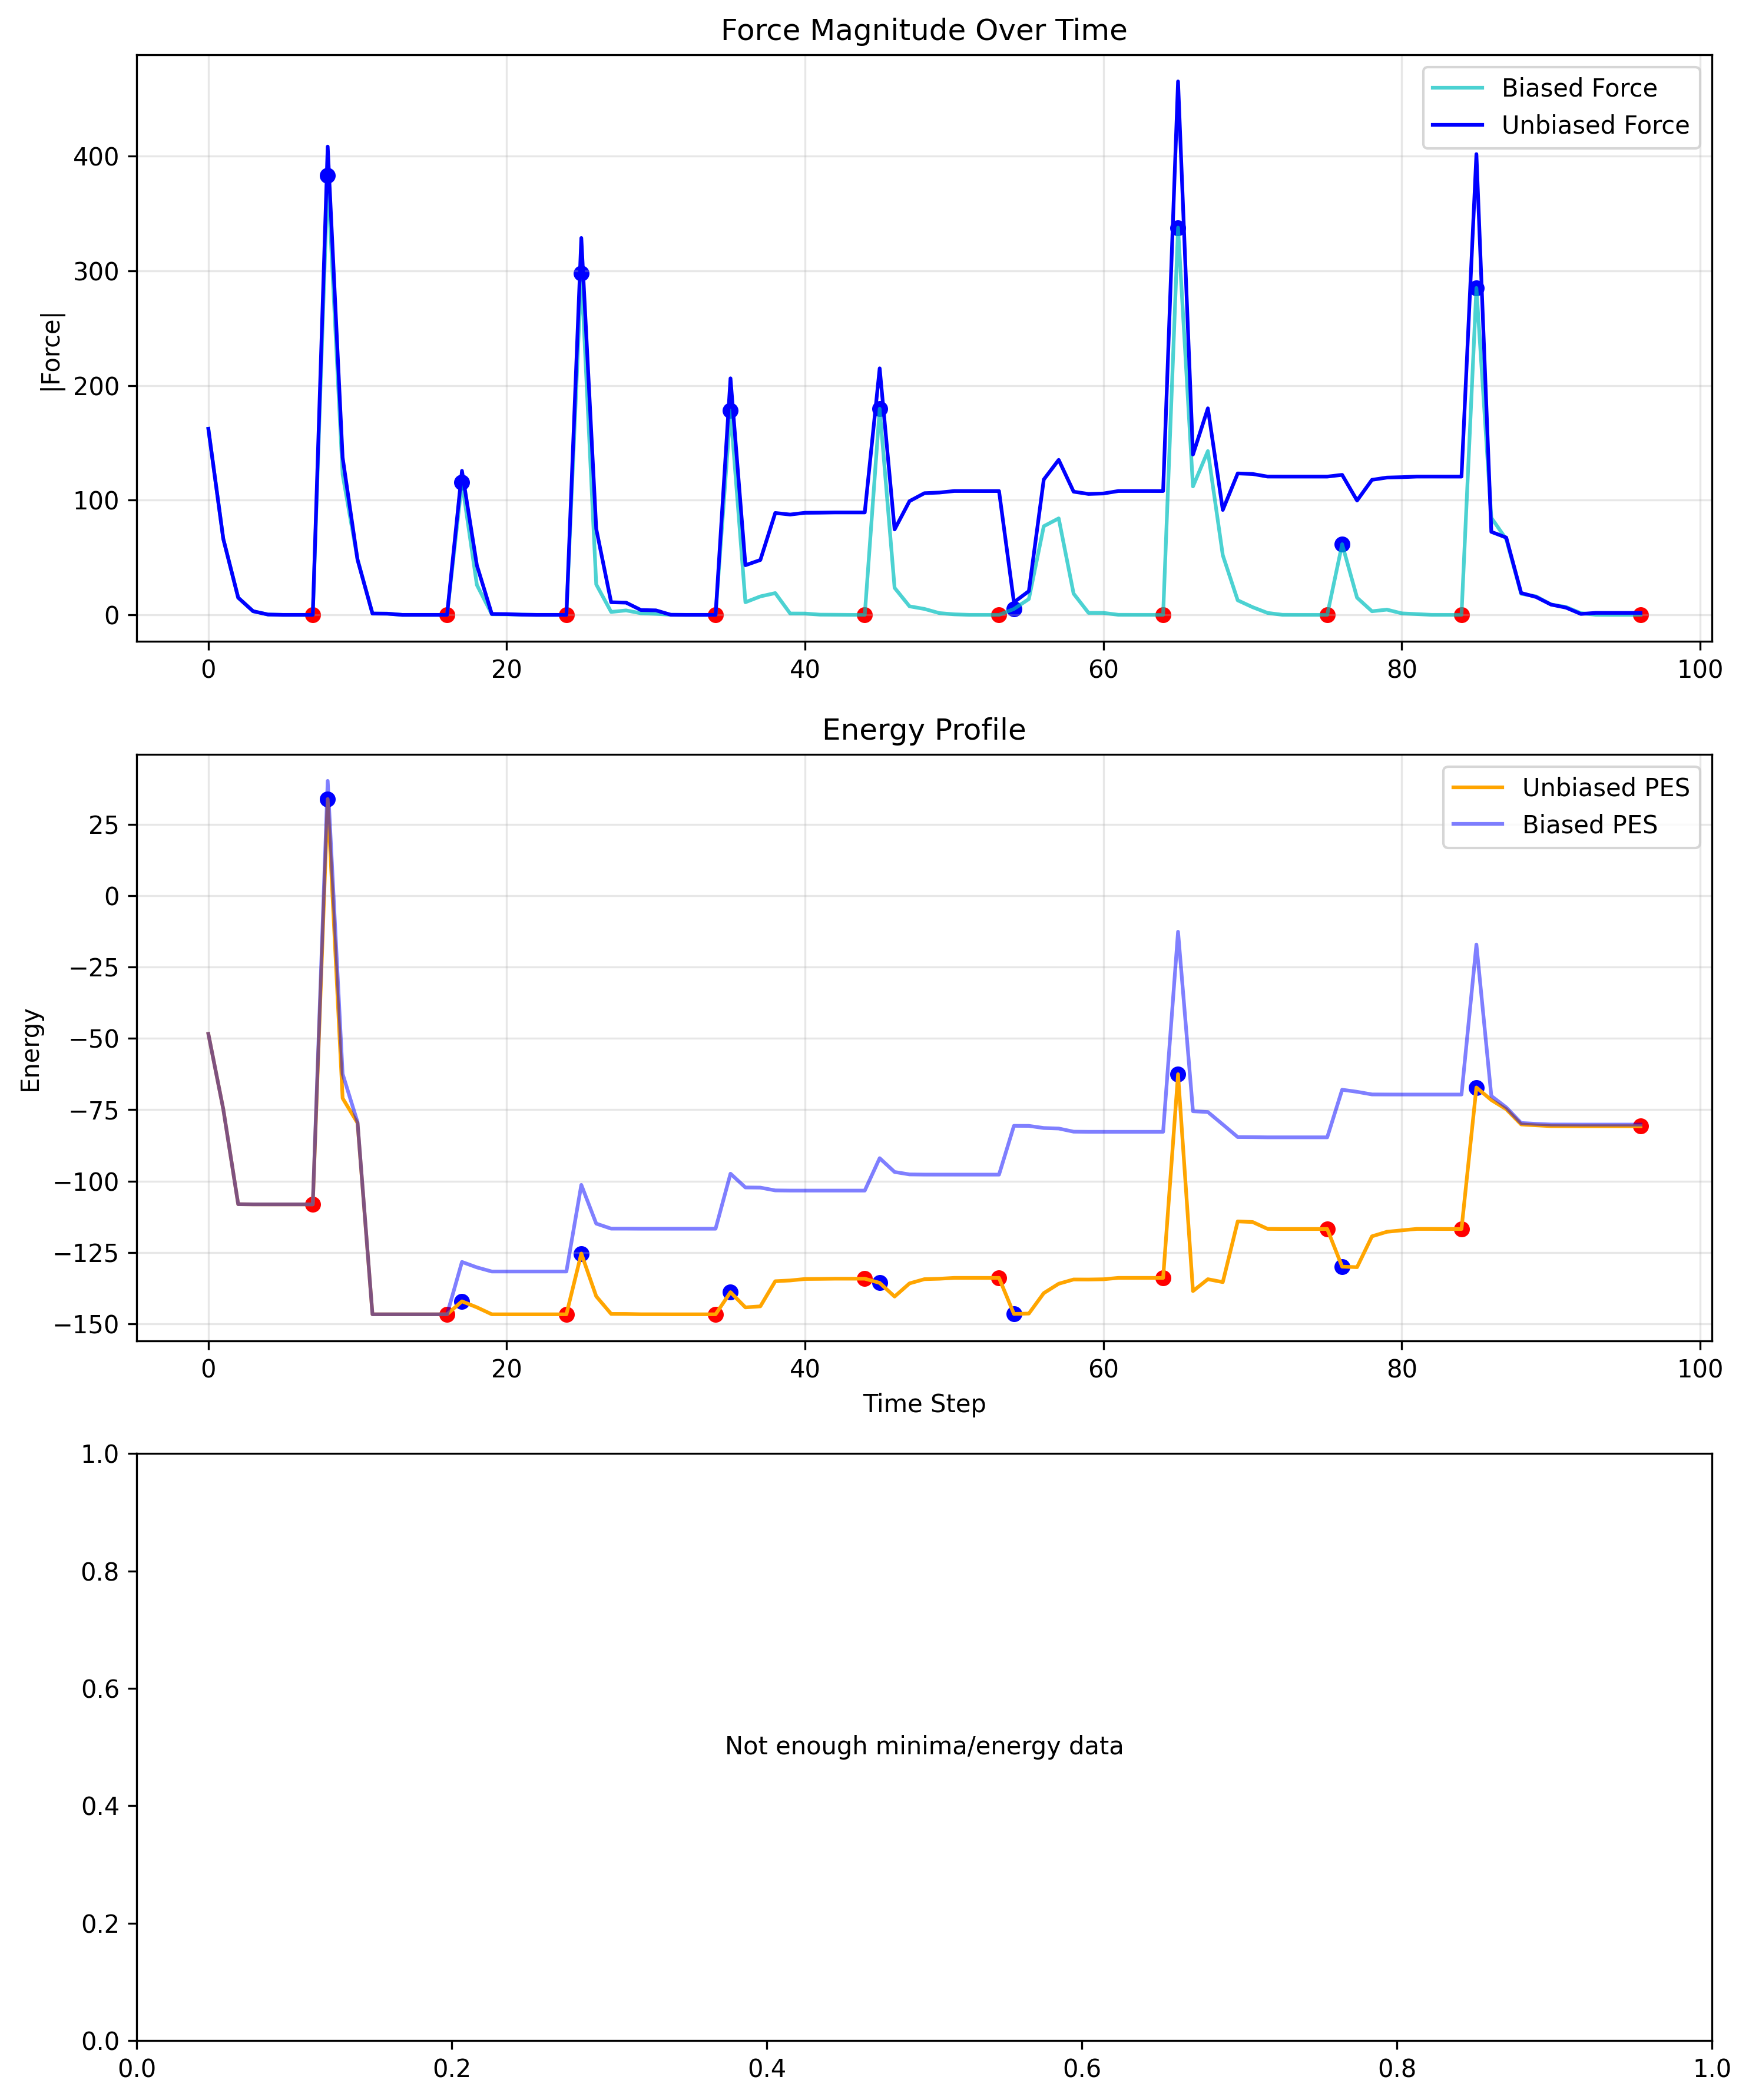 Force Magnitude Over Time
Biased Force
Unbiased Force
|Force|
400
300
200
100
0
0 20 40 60 80 100
Energy Profile
Unbiased PES
Biased PES
Energy
25
0
−25
−50
−75
−100
−125
−150
0 20 40 60 80 100
Time Step
1.0
0.8
0.6
Not enough minima/energy data
0.4
0.2
0.0
0.0 0.2 0.4 0.6 0.8 1.0